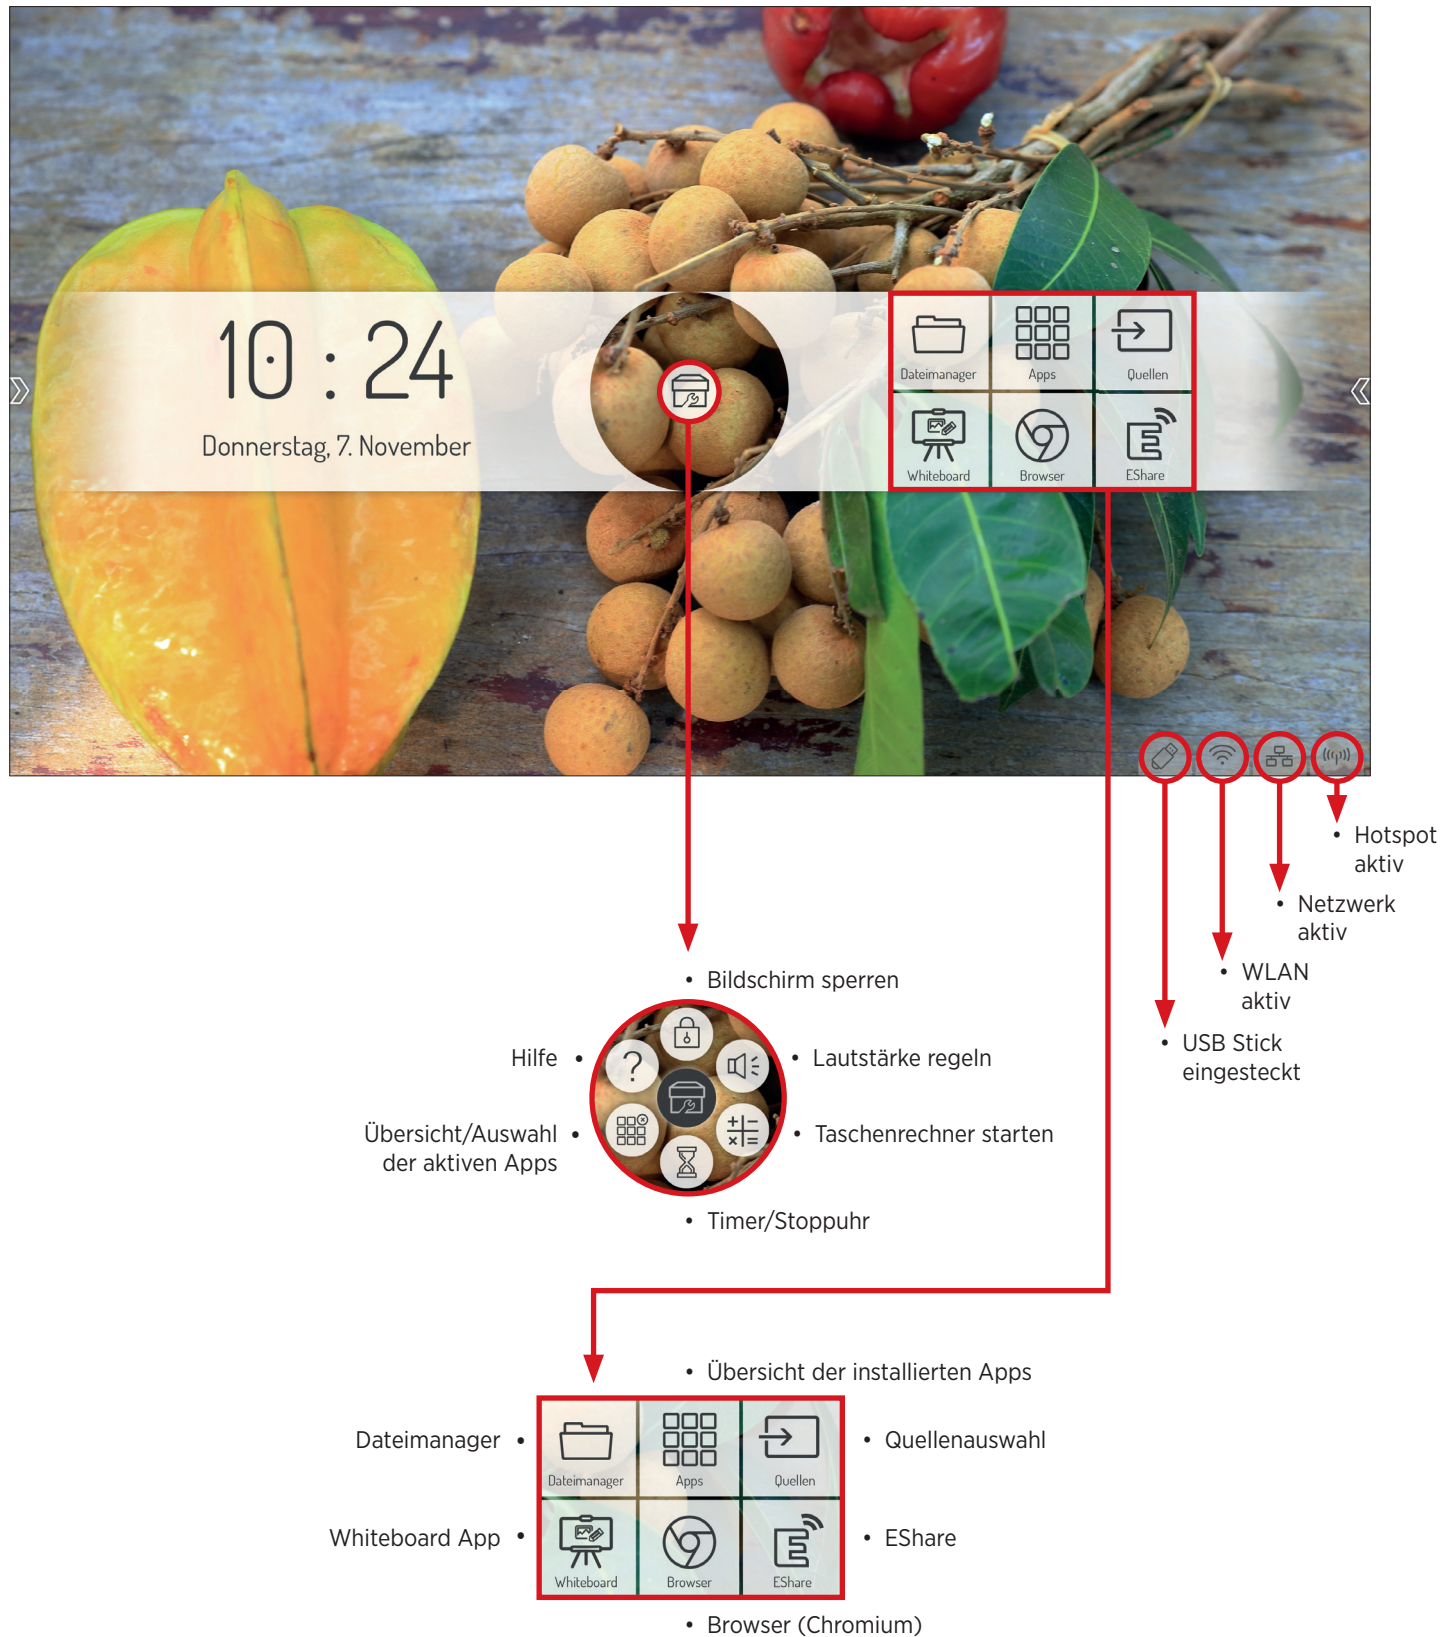 10 : 24
Donnerstag, 7. November
Dateimanager
Apps
Quellen
Whiteboard
Browser
EShare
• Hotspot
aktiv
• Netzwerk
aktiv
• WLAN
aktiv
• USB Stick
eingesteckt
• Bildschirm sperren
Hilfe •
• Lautstärke regeln
Übersicht/Auswahl •
der aktiven Apps
• Taschenrechner starten
• Timer/Stoppuhr
• Übersicht der installierten Apps
Dateimanager •
Dateimanager
Apps
Quellen
• Quellenauswahl
Whiteboard App •
Whiteboard
Browser
EShare
• EShare
• Browser (Chromium)